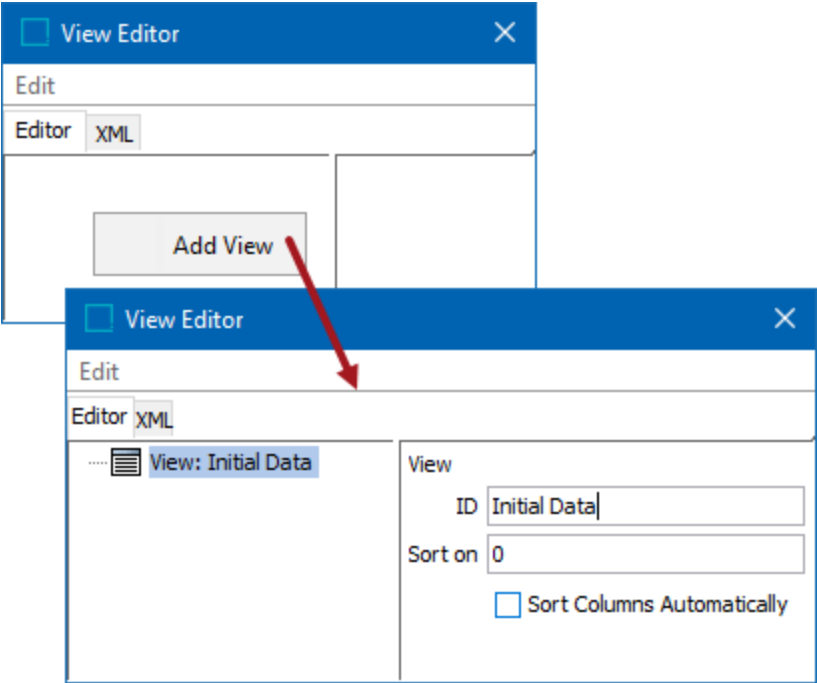 View Editor
Edit
Editor XML
Add View
View Editor
Edit
Editor XML
View: Initial Data
View
ID Initial Data
Sort on 0
Sort Columns Automatically